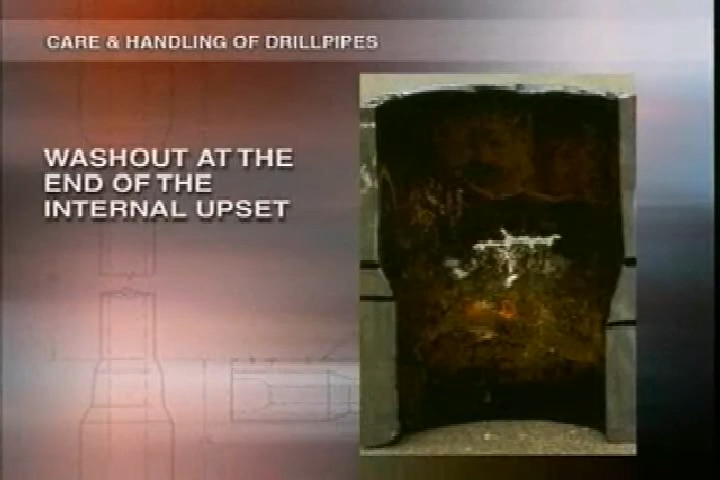 CARE & HANDLING OF DRILLPIPES
WASHOUT AT THE
END OF THE
INTERNAL UPSET